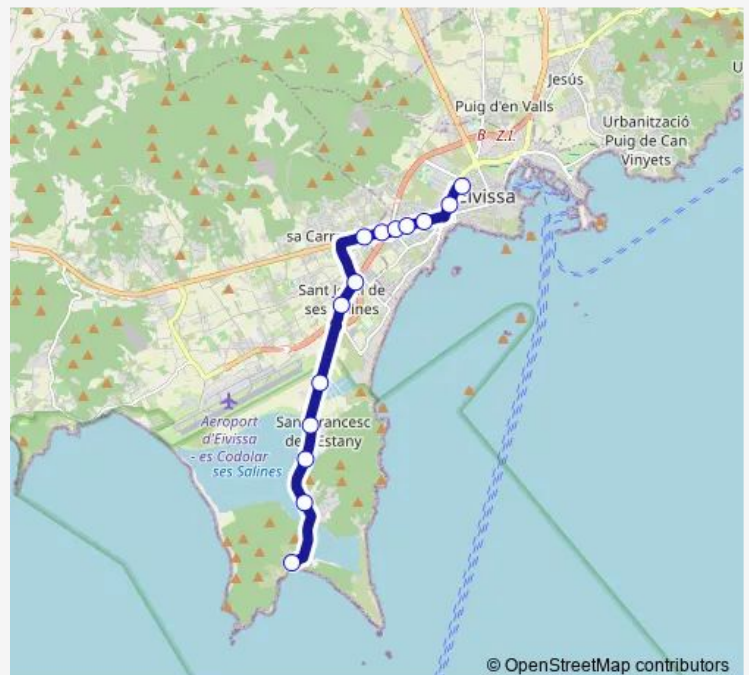 Jesús
Puig d'en Valls
U
B Z.I.
Urbanització
Puig de Can
Vinyets
Eivissa
sa Carr
Sant J
l de
ses
lines
Aeroport
d'Eivissa
- es Codolar
ses Salines
San
rancesc
de
Estany
© OpenStreetMap contributors